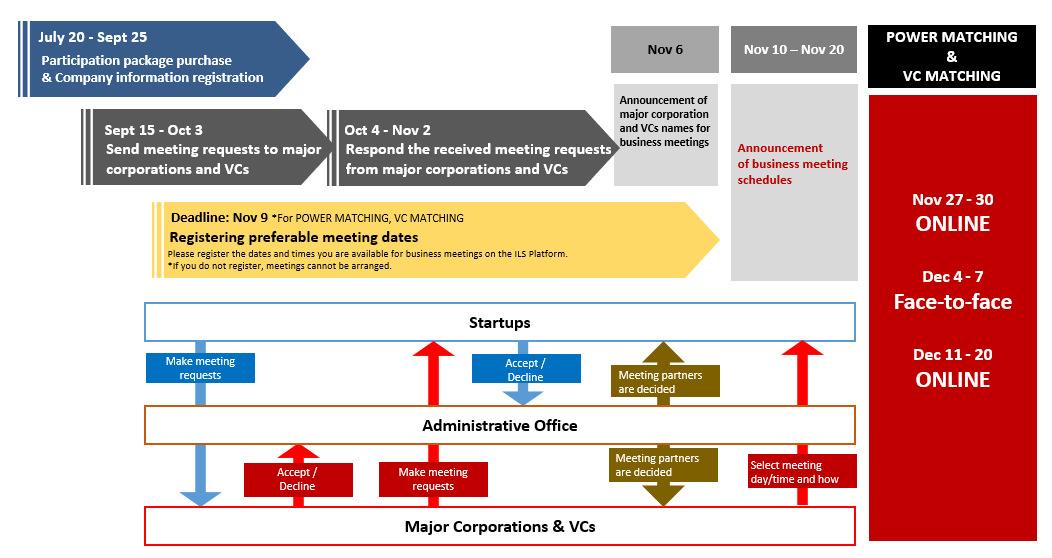 July 20 - Sept 25
Participation package purchase
& Company information registration
Sept 15 - Oct 3
Send meeting requests to major
corporations and VCs
Oct 4 - Nov 2
Respond the received meeting requests
from major corporations and VCs
Nov 6
Announcement of
major corporation
and VCs names for
business meetings
Nov 10 – Nov 20
Announcement
of business meeting
schedules
POWER MATCHING
&
VC MATCHING
Nov 27 - 30
ONLINE
Dec 4 - 7
Face-to-face
Dec 11 - 20
ONLINE
Deadline: Nov 9 *For POWER MATCHING, VC MATCHING
Registering preferable meeting dates
Please register the dates and times you are available for business meetings on the ILS Platform.
*If you do not register, meetings cannot be arranged.
Startups
Make meeting
requests
Accept /
Decline
Meeting partners
are decided
Administrative Office
Accept /
Decline
Make meeting
requests
Meeting partners
are decided
Select meeting
day/time and how
Major Corporations & VCs